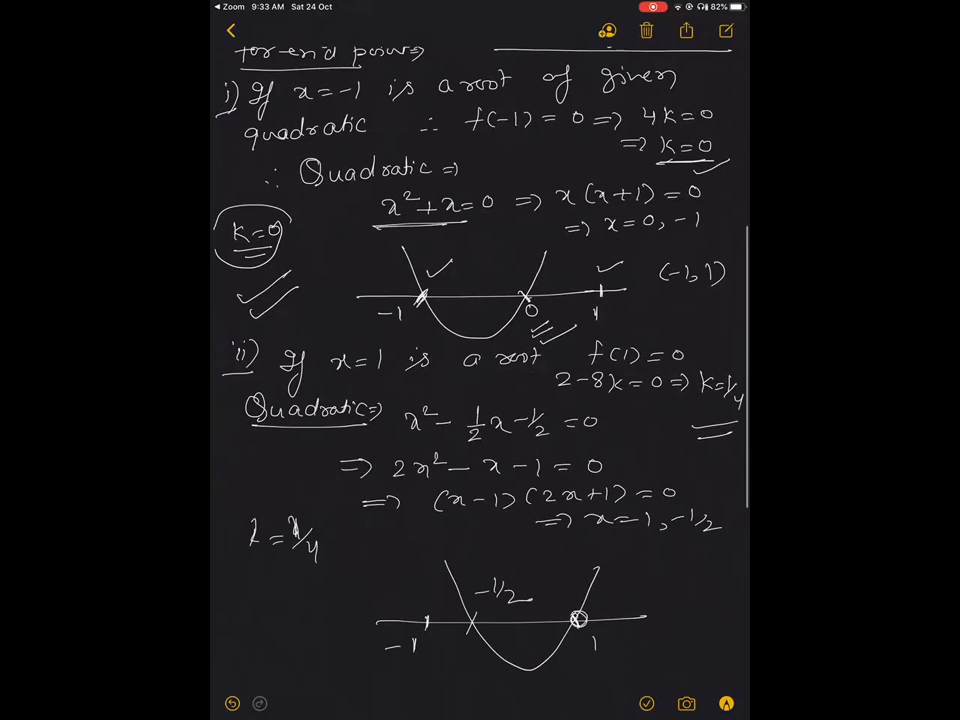 Zoom 9:33 AM Sat 24 Oct 82%
For end points
i) If x=-1 is a root of given
quadratic ∴ f(-1) = 0 => 4k=0
=> k=0
∴ Quadratic =>
x²+x=0 => x(x+1)=0
=> x=0, -1
k=0
(-1,1)
-1 0 1
ii) If x=1 is a root f(1)=0
2-8k=0 => k=1/4
Quadratic=> x² - 1/2 x - 1/2 = 0
=> 2x² - x - 1 = 0
=> (x-1)(2x+1)=0
=> x=1, -1/2
-1/2
-1 1